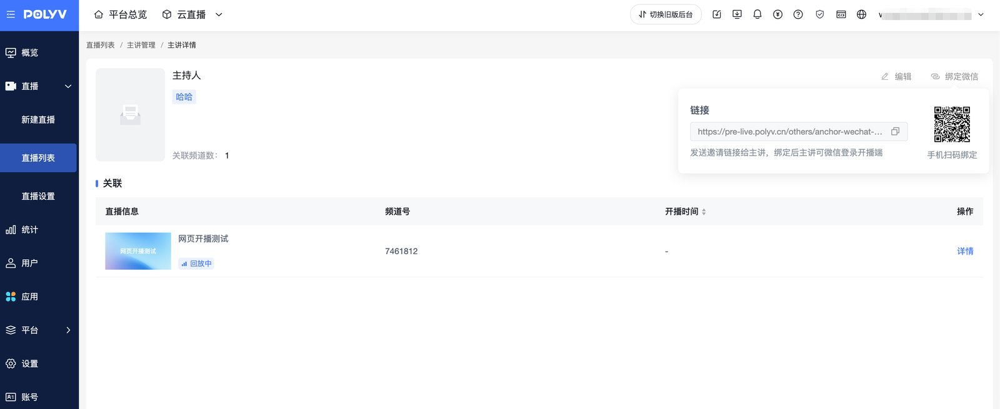 POLYV
平台总览
云直播
切换旧版后台
概览
直播
新建直播
直播列表
直播设置
统计
用户
应用
平台
设置
账号
直播列表 / 主讲管理 / 主讲详情
主持人
哈哈
关联频道数： 1
编辑
绑定微信
链接
https://pre-live.polyv.cn/others/anchor-wechat-...
发送邀请链接给主讲，绑定后主讲可微信登录开播端
手机扫码绑定
关联
直播信息 频道号 开播时间 操作
网页开播测试
网页开播测试
回放中
7461812
-
详情